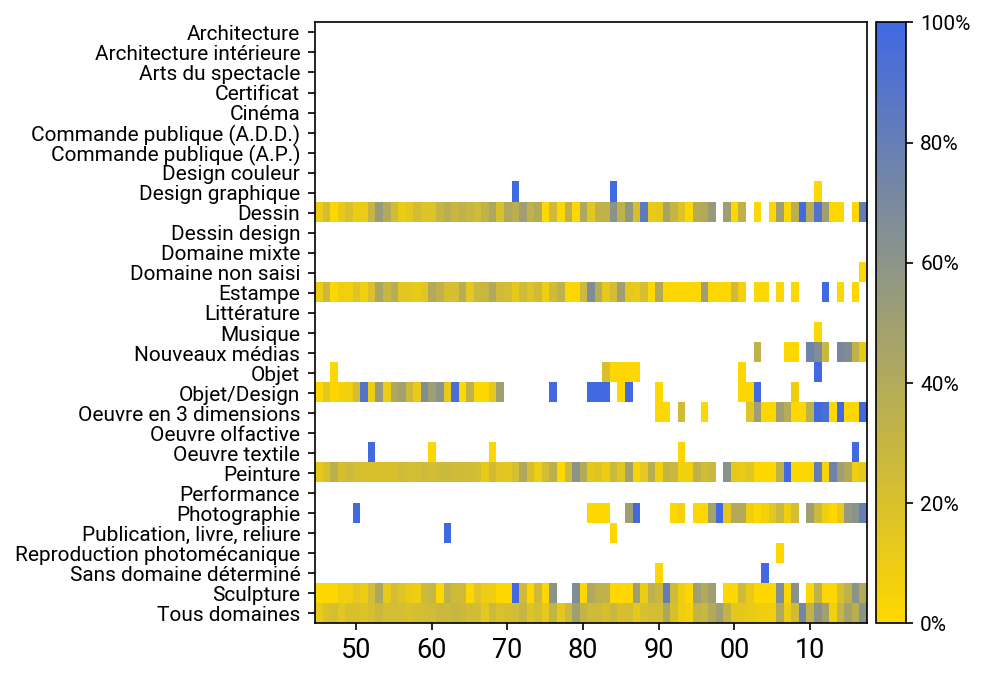 Architecture
Architecture intérieure
Arts du spectacle
Certificat
Cinéma
Commande publique (A.D.D.)
Commande publique (A.P.)
Design couleur
Design graphique
Dessin
Dessin design
Domaine mixte
Domaine non saisi
Estampe
Littérature
Musique
Nouveaux médias
Objet
Objet/Design
Oeuvre en 3 dimensions
Oeuvre olfactive
Oeuvre textile
Peinture
Performance
Photographie
Publication, livre, reliure
Reproduction photomécanique
Sans domaine déterminé
Sculpture
Tous domaines
50 60 70 80 90 00 10
100%
80%
60%
40%
20%
0%